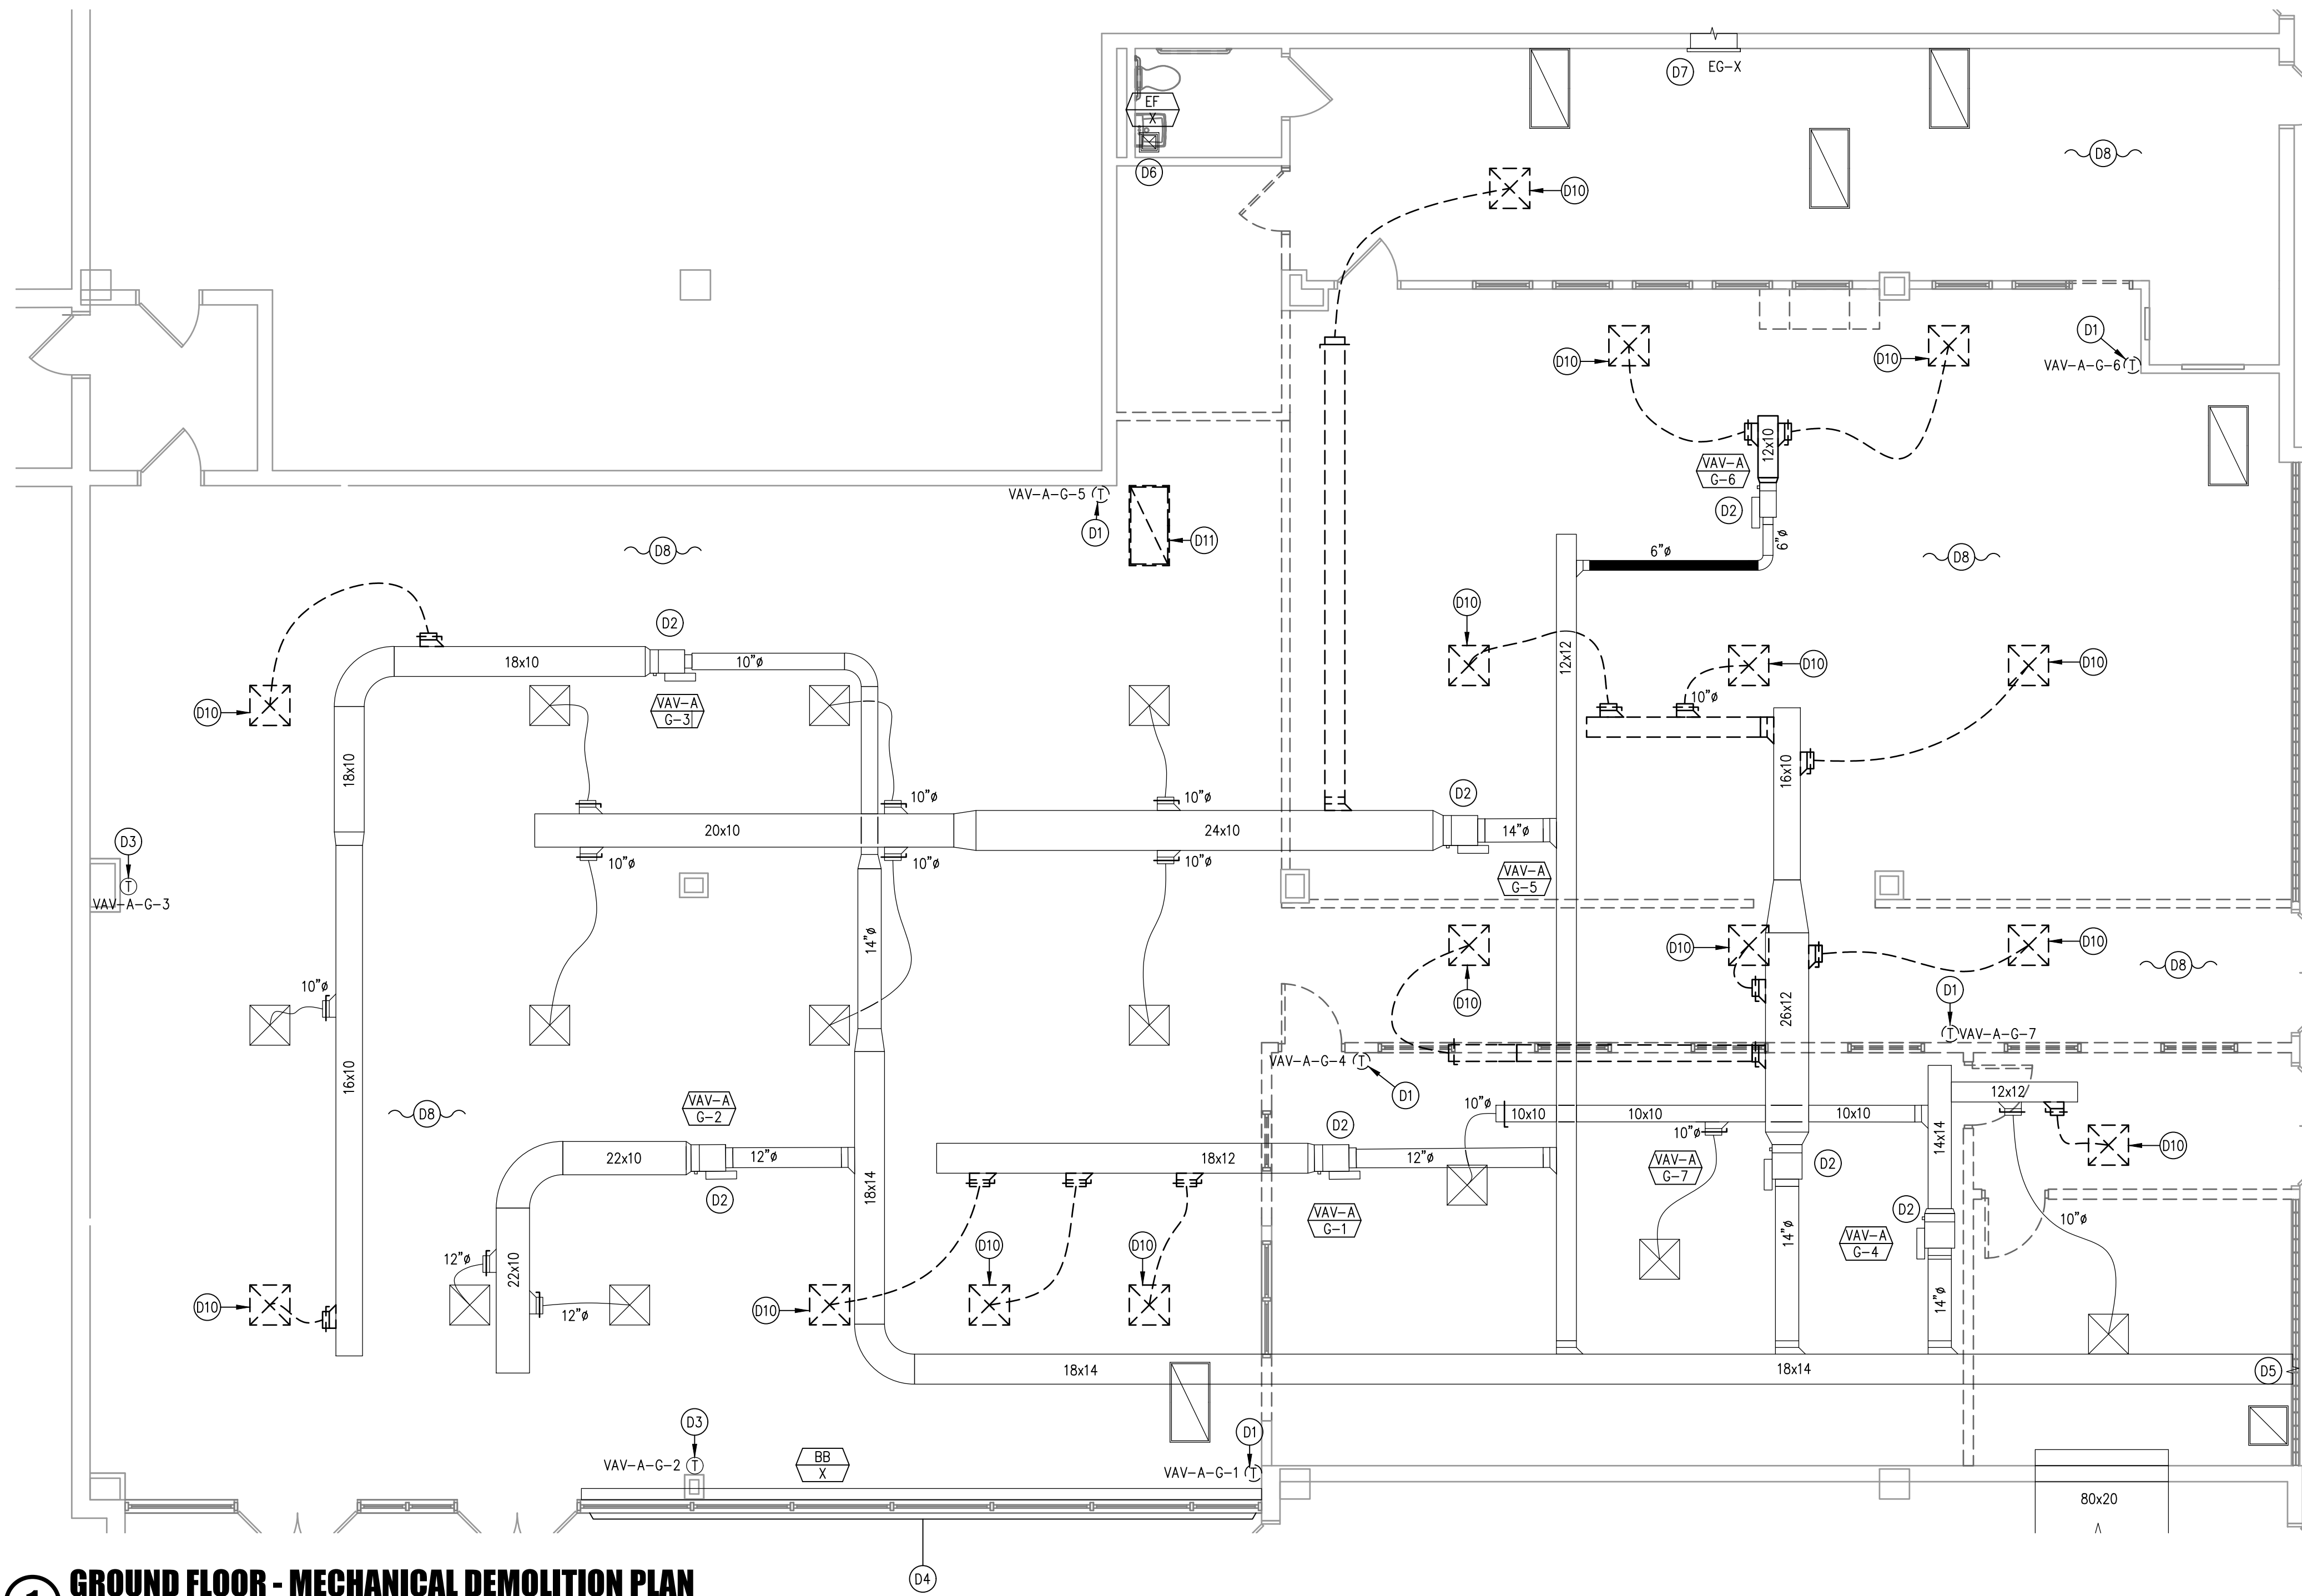 EF
X
D6
D7 EG-X
D8
D10
D10
D10
D1
VAV-A-G-6 T
12x10
VAV-A
G-6
D2
6"ø
6"ø
VAV-A-G-5 T
D1
D11
D8
D8
D10
D2
10"ø
18x10
VAV-A
G-3
D10
12x12
D10
D10
10"ø
18x10
16x10
10"ø
10"ø
20x10
24x10
D2
14"ø
10"ø
10"ø
10"ø
VAV-A
G-5
D3
T
VAV-A-G-3
14"ø
D10
D10
D10
D8
10"ø
26x12
D1
T VAV-A-G-7
VAV-A-G-4 T
D1
16x10
D8
VAV-A
G-2
10"ø
10x10
10x10
10x10
12x12
D2
10"ø
14x14
D10
22x10
12"ø
18x12
12"ø
VAV-A
G-7
D2
D2
18x14
VAV-A
G-1
D2
10"ø
14"ø
VAV-A
G-4
D10
D10
12"ø
22x10
12"ø
D10
D10
14"ø
18x14
18x14
D5
D3
D1
VAV-A-G-2 T
BB
X
VAV-A-G-1 T
80x20
D4
1
GROUND FLOOR - MECHANICAL DEMOLITION PLAN